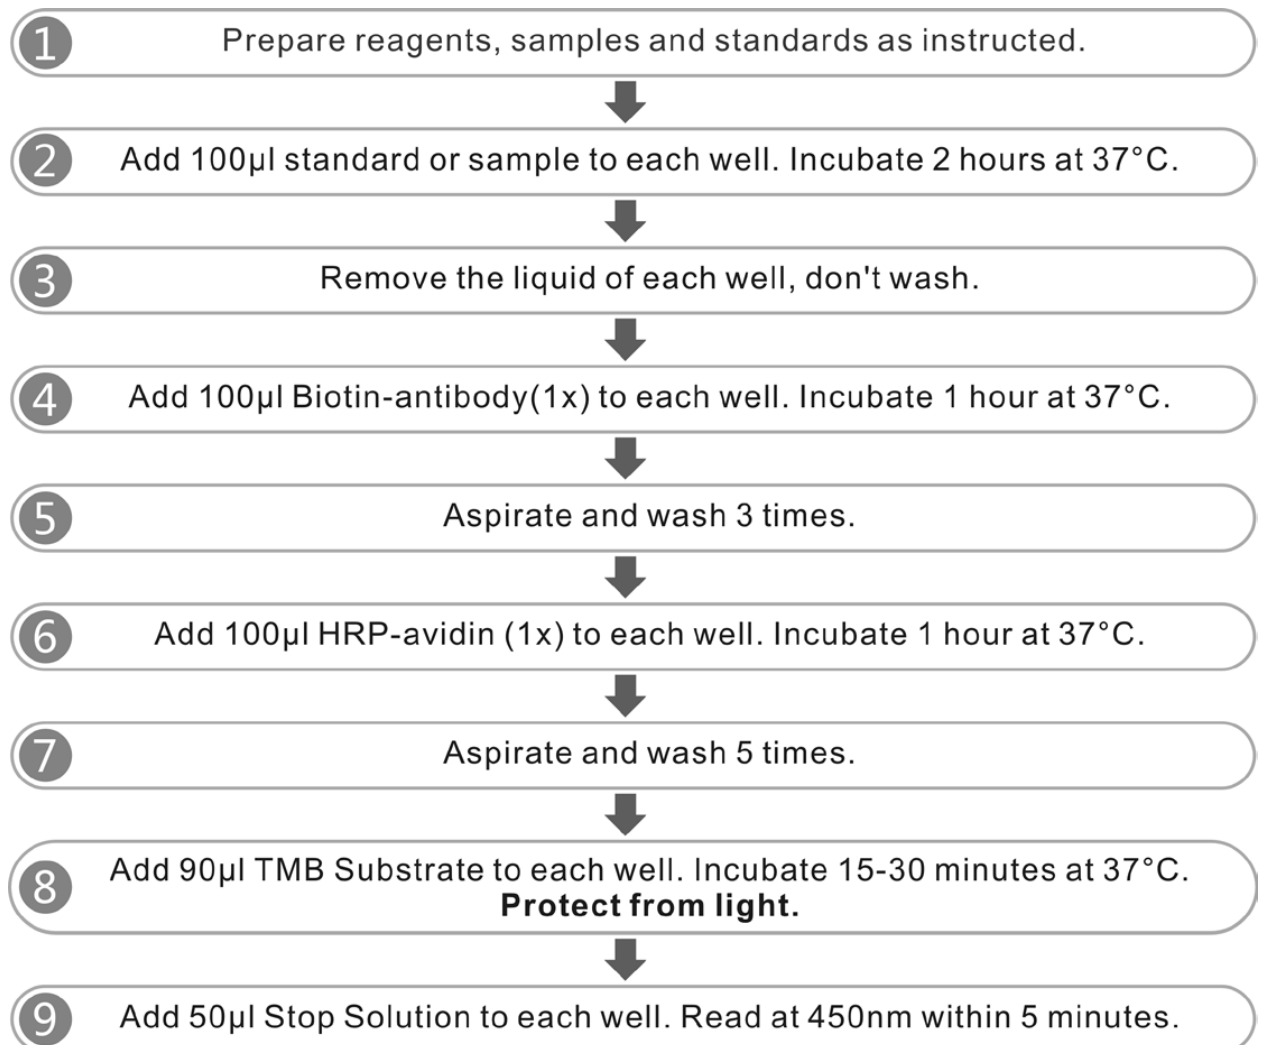 1 Prepare reagents, samples and standards as instructed.
2 Add 100µl standard or sample to each well. Incubate 2 hours at 37°C.
3 Remove the liquid of each well, don't wash.
4 Add 100µl Biotin-antibody(1x) to each well. Incubate 1 hour at 37°C.
5 Aspirate and wash 3 times.
6 Add 100µl HRP-avidin (1x) to each well. Incubate 1 hour at 37°C.
7 Aspirate and wash 5 times.
8 Add 90µl TMB Substrate to each well. Incubate 15-30 minutes at 37°C.
Protect from light.
9 Add 50µl Stop Solution to each well. Read at 450nm within 5 minutes.